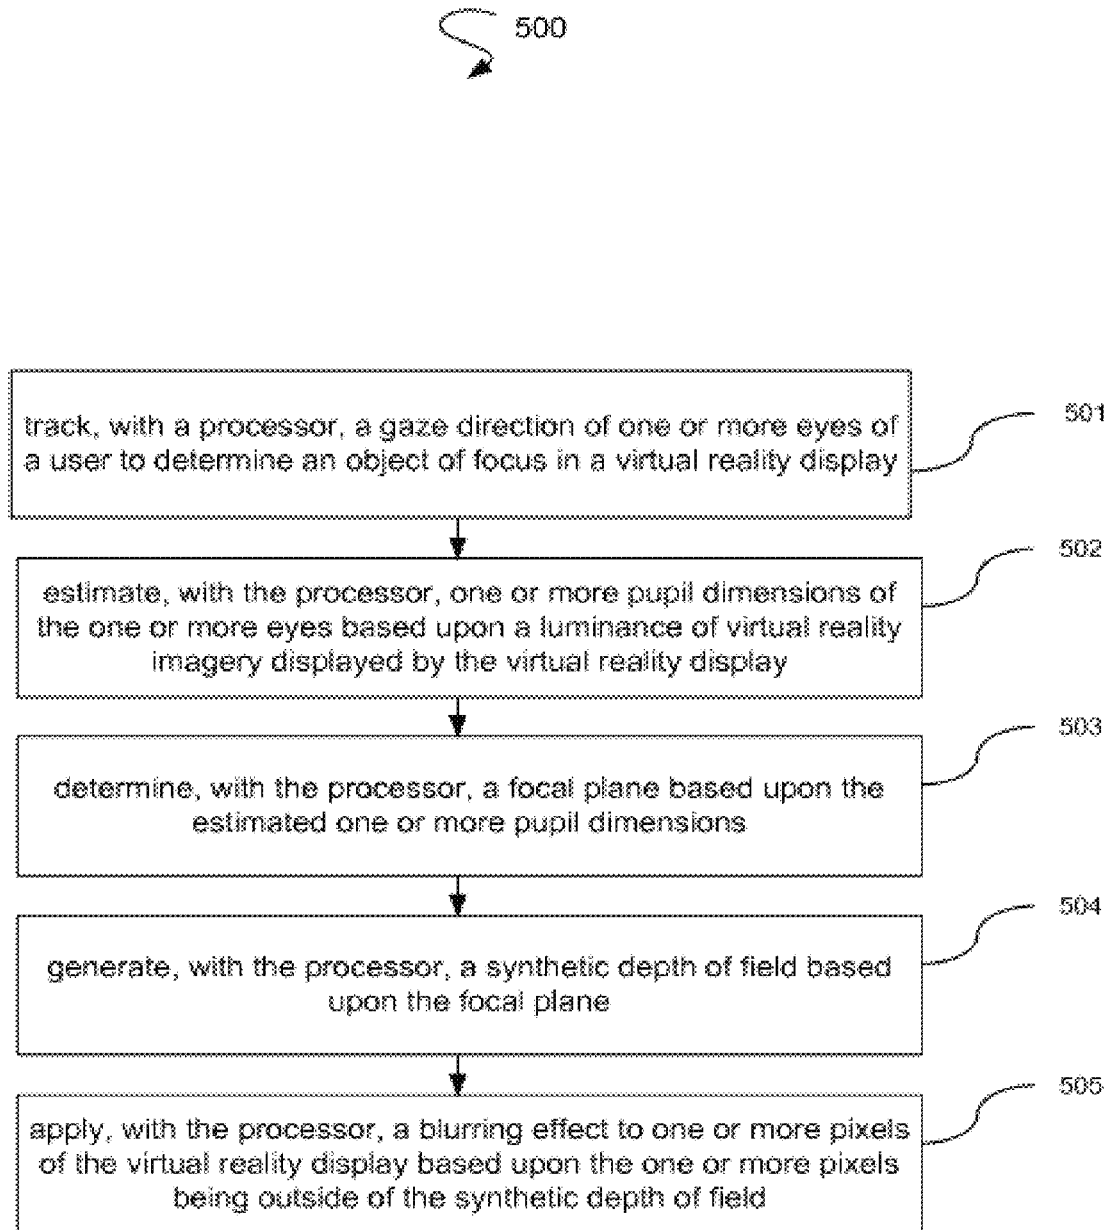 500
track, with a processor, a gaze direction of one or more eyes of
a user to determine an object of focus in a virtual reality display
501
estimate, with the processor, one or more pupil dimensions of
the one or more eyes based upon a luminance of virtual reality
imagery displayed by the virtual reality display
502
determine, with the processor, a focal plane based upon the
estimated one or more pupil dimensions
503
generate, with the processor, a synthetic depth of field based
upon the focal plane
504
apply, with the processor, a blurring effect to one or more pixels
of the virtual reality display based upon the one or more pixels
being outside of the synthetic depth of field
505